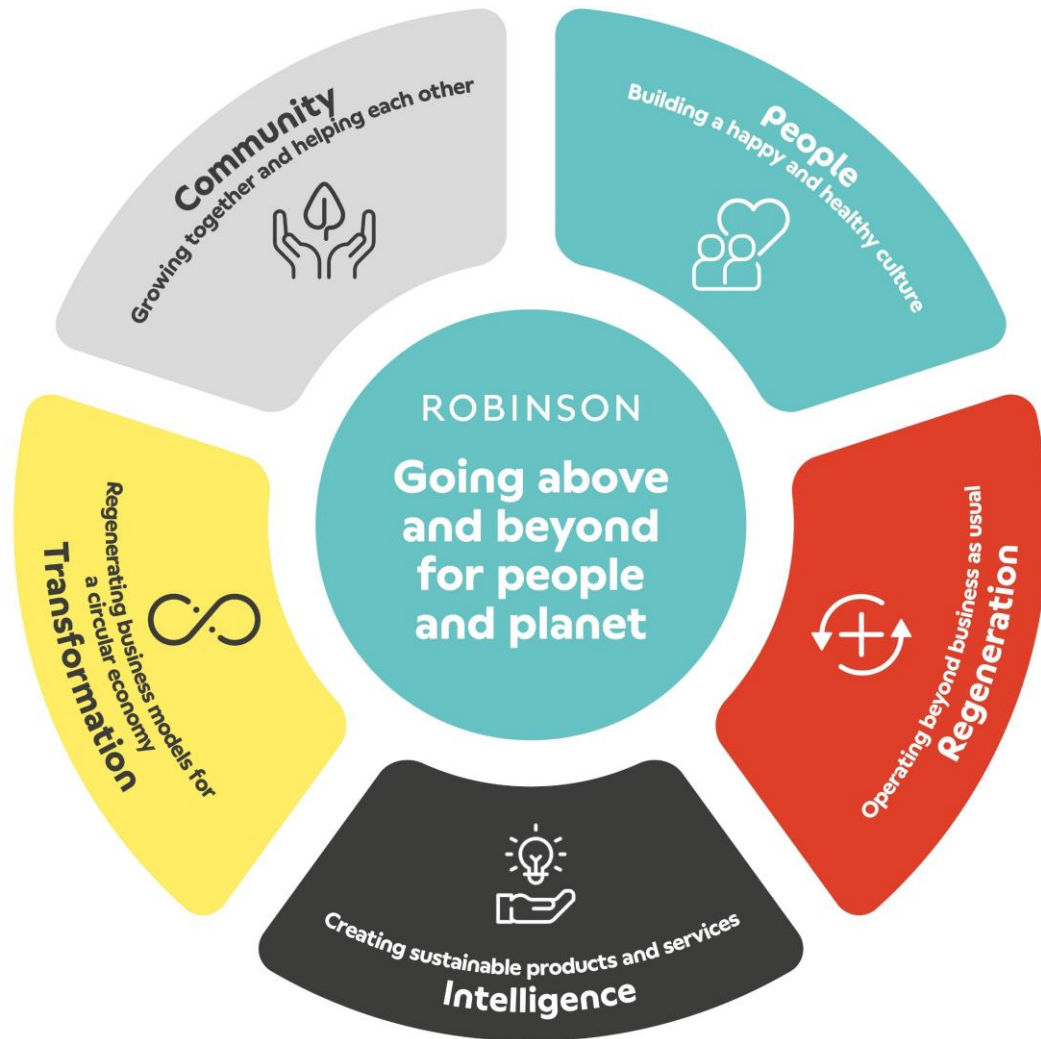 ROBINSON
Going above
and beyond
for people
and planet
People
Building a happy and healthy culture
Regeneration
Operating beyond business as usual
Creating sustainable products and services
Intelligence
Transformation
Regenerating business models for
a circular economy
Community
Growing together and helping each other